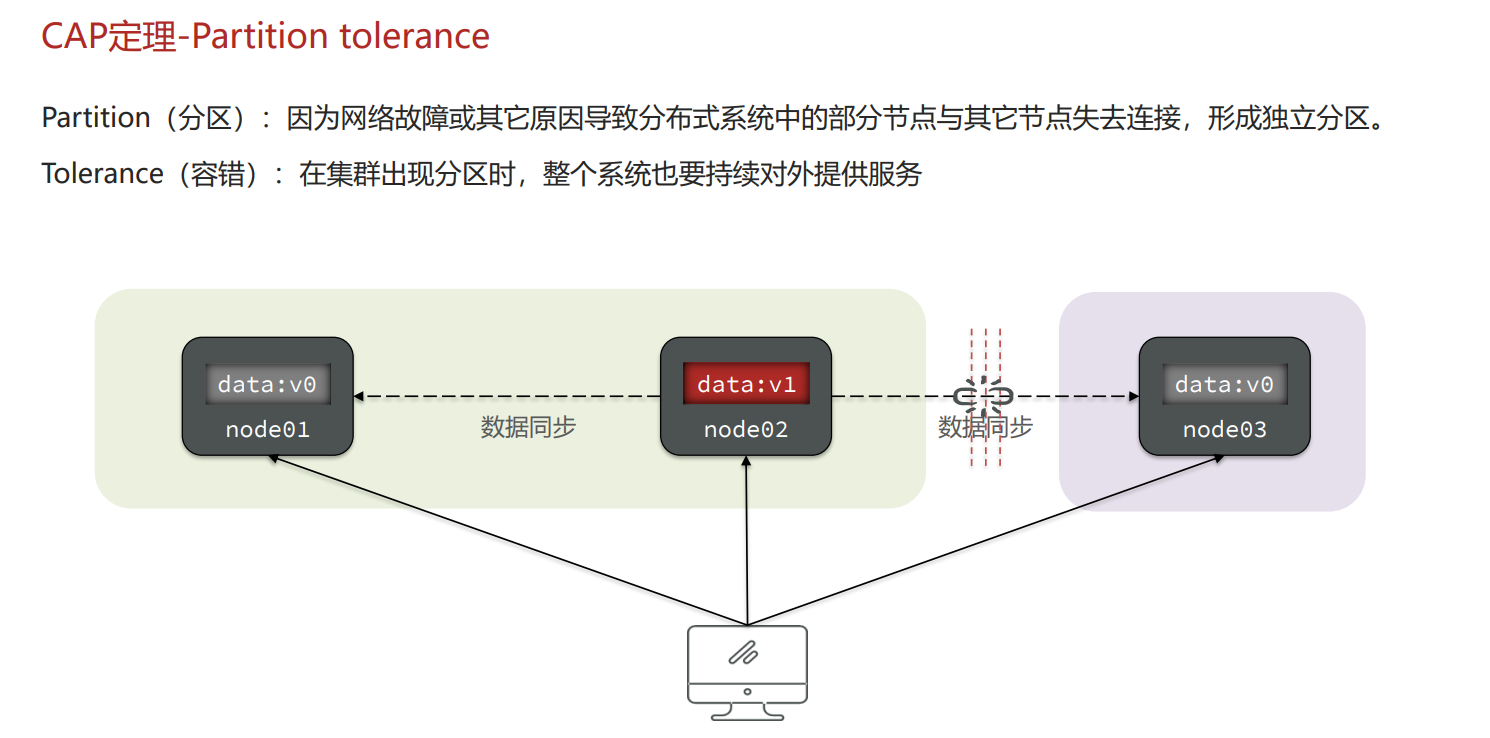 CAP定理-Partition tolerance
Partition（分区）：因为网络故障或其它原因导致分布式系统中的部分节点与其它节点失去连接，形成独立分区。
Tolerance（容错）：在集群出现分区时，整个系统也要持续对外提供服务
data:v0
node01
数据同步
data:v1
node02
数据同步
data:v0
node03